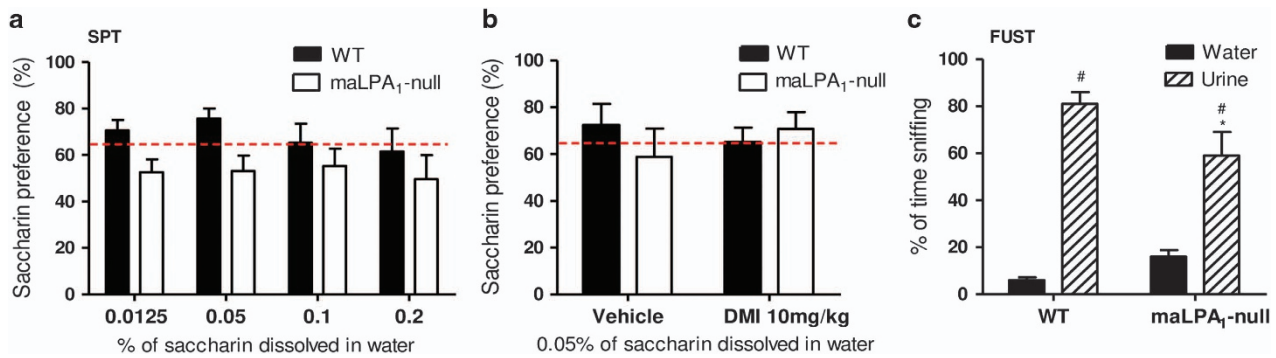 a
SPT
WT
maLPA1-null
Saccharin preference (%)
100
80
60
40
20
0
0.0125 0.05 0.1 0.2
% of saccharin dissolved in water
b
WT
maLPA1-null
Saccharin preference (%)
100
80
60
40
20
0
Vehicle DMI 10mg/kg
0.05% of saccharin dissolved in water
c
FUST
Water
Urine
% of time sniffing
100
80
60
40
20
0
#
#
*
WT maLPA1-null